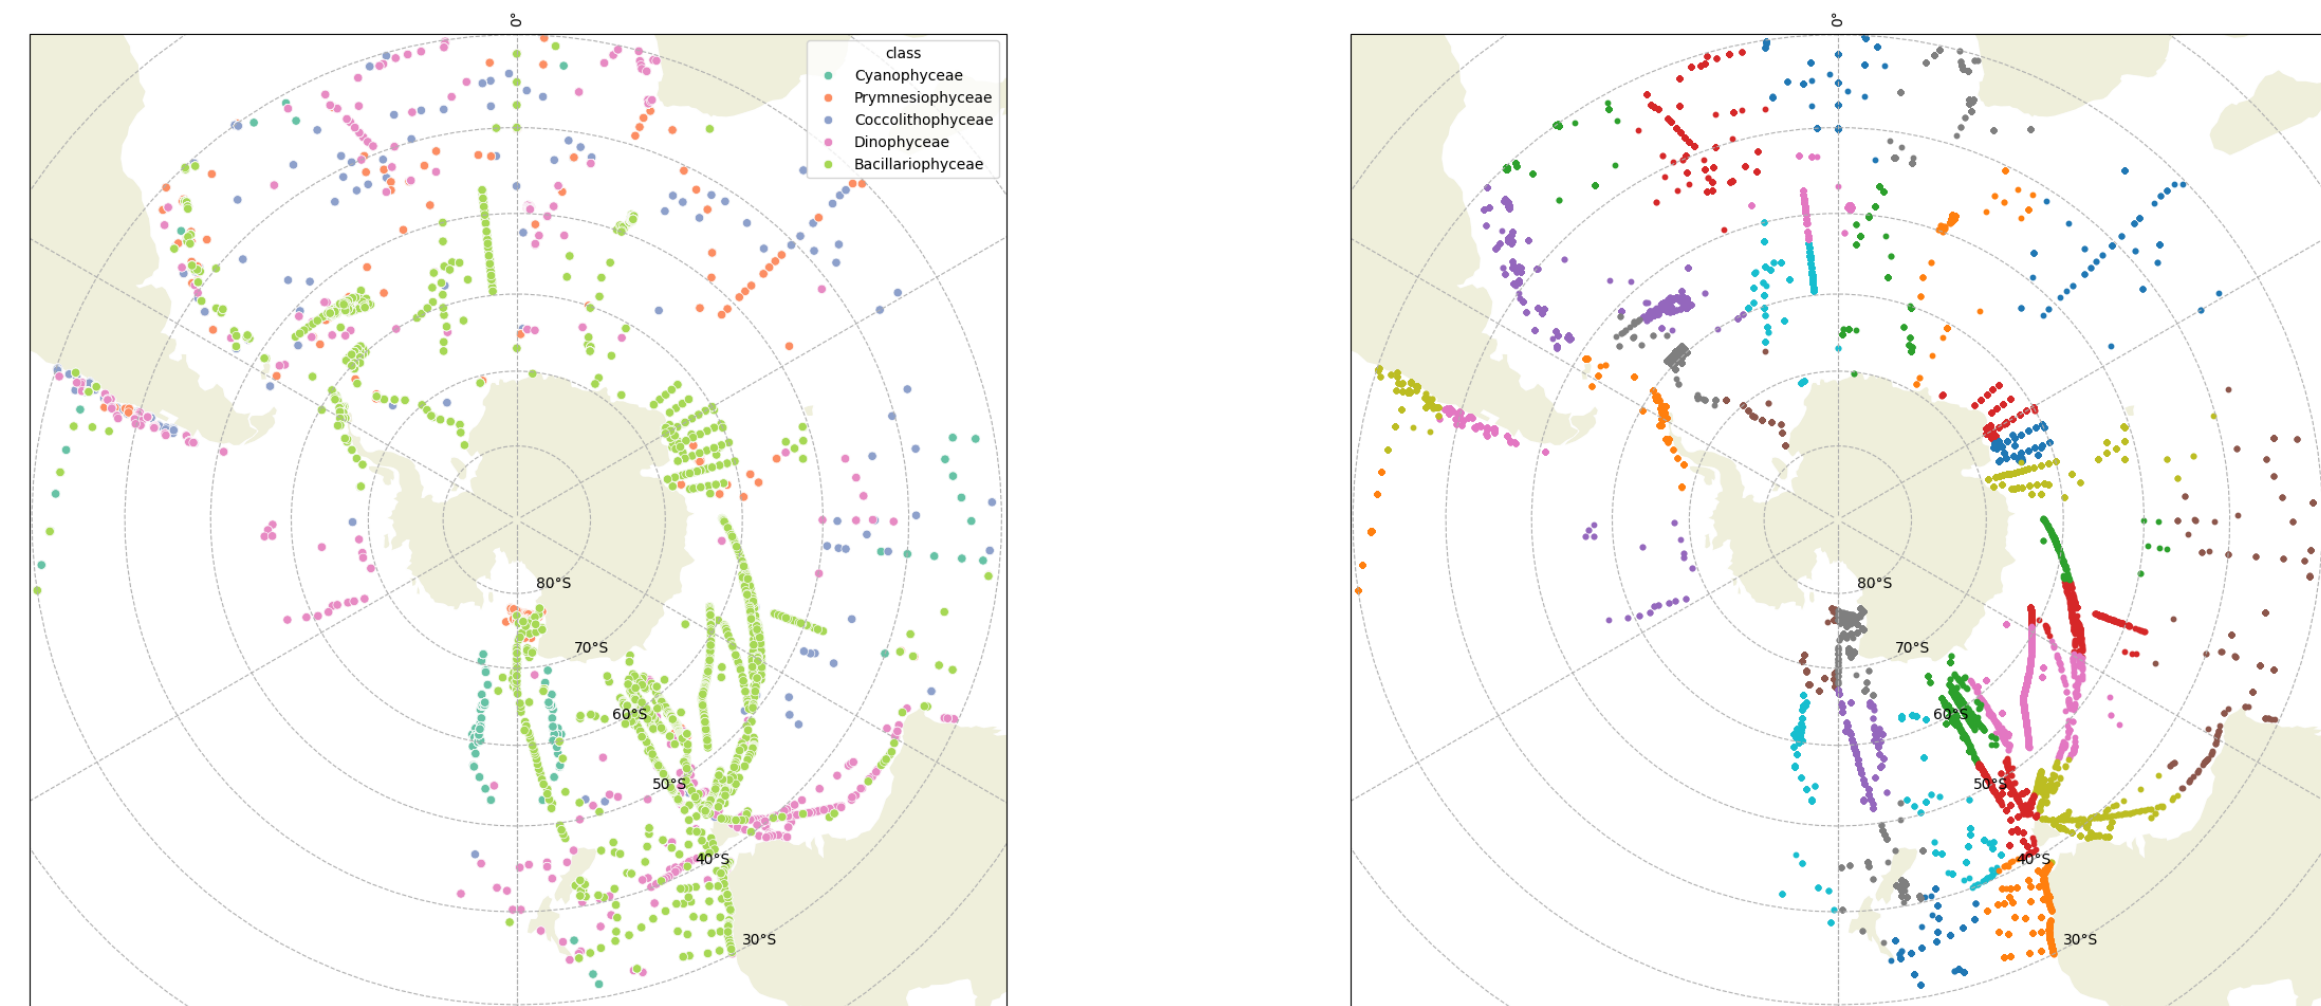 0°
class
Cyanophyceae
Prymnesiophyceae
Coccolithophyceae
Dinophyceae
Bacillariophyceae
80°S
70°S
60°S
50°S
40°S
30°S
0°
80°S
70°S
60°S
50°S
40°S
30°S